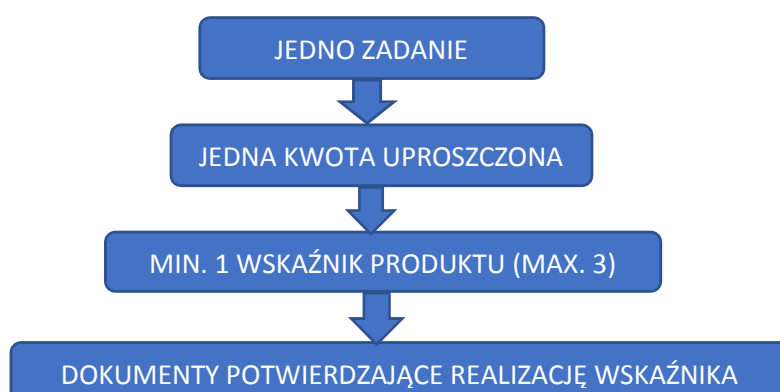 JEDNO ZADANIE
JEDNA KWOTA UPROSZCZONA
MIN. 1 WSKAŹNIK PRODUKTU (MAX. 3)
DOKUMENTY POTWIERDZAJĄCE REALIZACJĘ WSKAŹNIKA